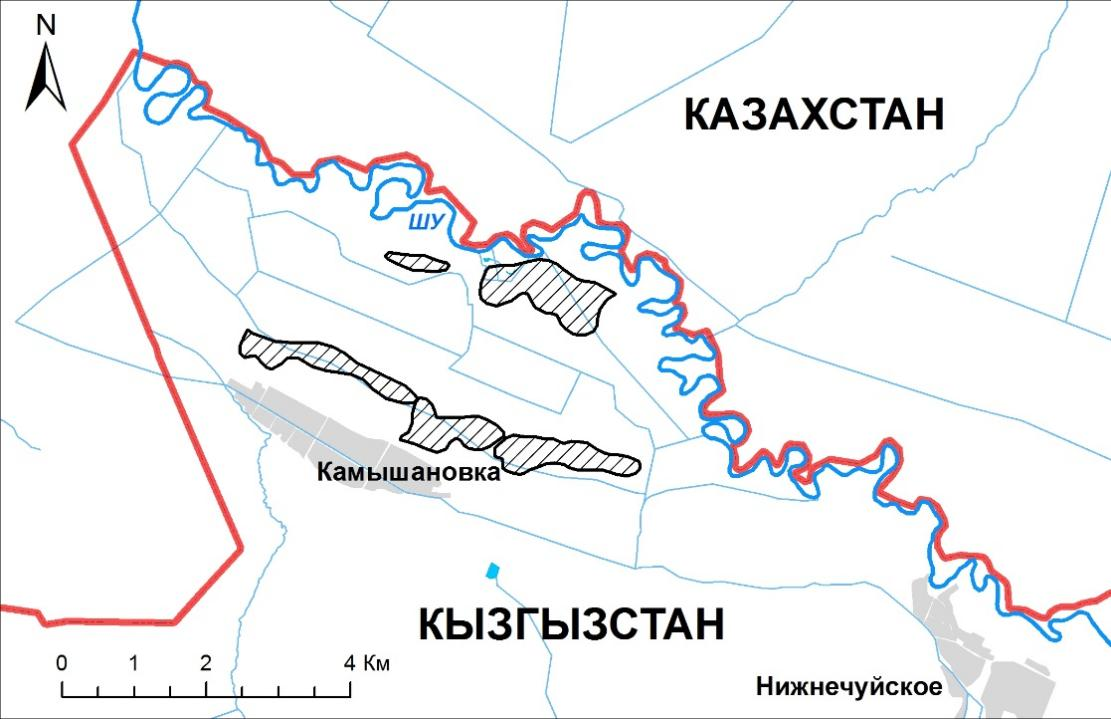 N
КАЗАХСТАН
ШУ
Камышановка
КЫЗГЫЗСТАН
0 1 2 4 Км
Нижнечуйское